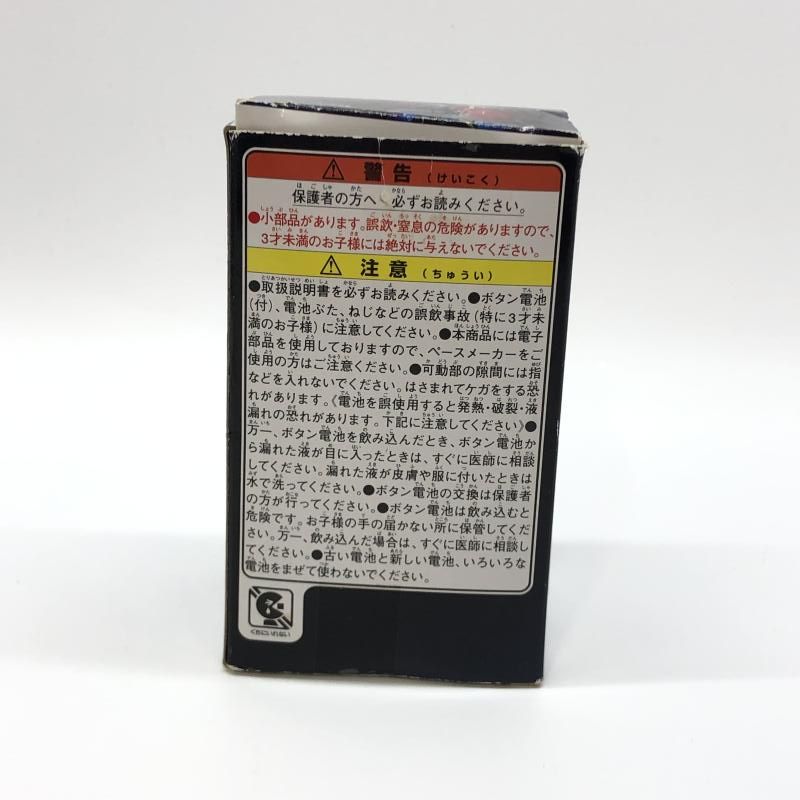 ⚠ 警告（けいこく）
保護者の方へ 必ずお読みください。
●小部品があります。誤飲・窒息の危険がありますので、
3才未満のお子様には絶対に与えないでください。
⚠ 注意（ちゅうい）
●取扱説明書を必ずお読みください。●ボタン電池
(付)、電池ぶた、ねじなどの誤飲事故(特に3才未
満のお子様)に注意してください。●本商品には電子
部品を使用しておりますので、ペースメーカーをご
使用の方はご注意ください。●可動部の隙間には指
などを入れないでください。はさまれてケガをする恐
れがあります。《電池を誤使用すると発熱・破裂・液
漏れの恐れがあります。下記に注意してください》●
万一、ボタン電池を飲み込んだとき、ボタン電池か
ら漏れた液が目に入ったときは、すぐに医師に相談
してください。漏れた液が皮膚や服に付いたときは
水で洗ってください。●ボタン電池の交換は保護者
の方が行ってください。●ボタン電池は飲み込むと
危険です。お子様の手の届かない所に保管してくだ
さい。万一、飲み込んだ場合は、すぐに医師に相談し
てください。●古い電池と新しい電池、いろいろな
電池をまぜて使わないでください。
くちにいれない